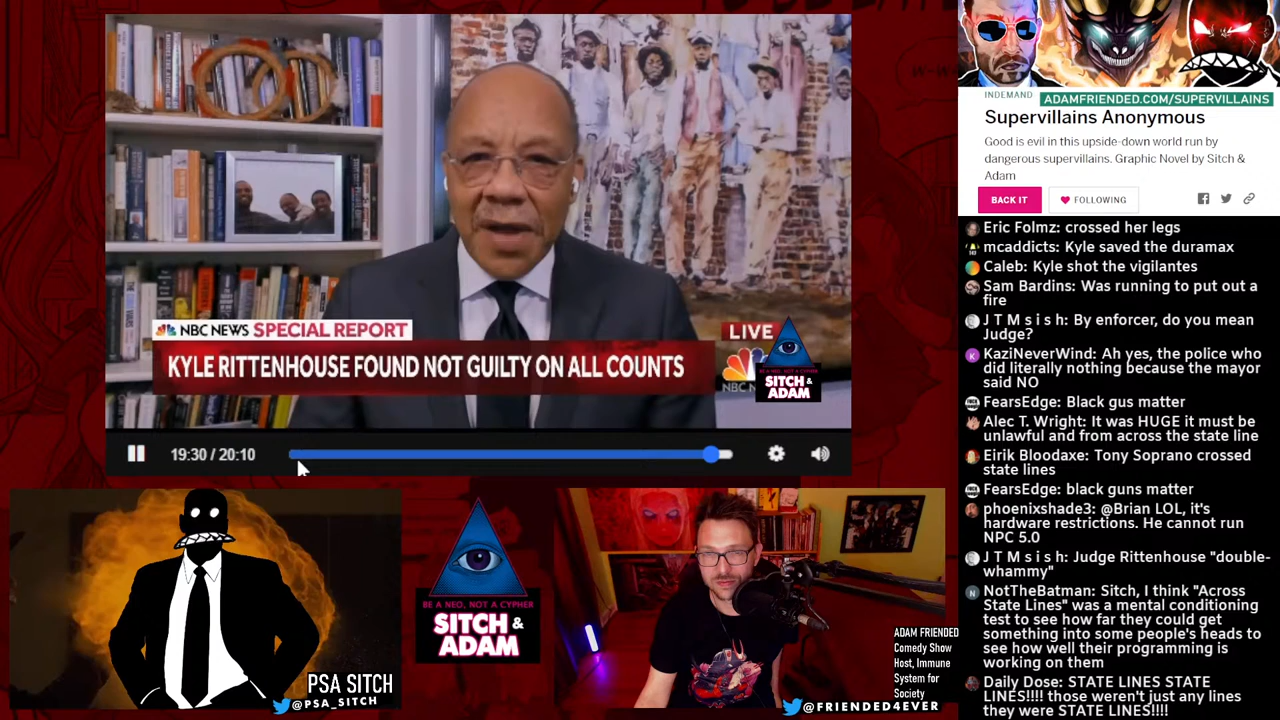 NBC NEWS SPECIAL REPORT
LIVE
KYLE RITTENHOUSE FOUND NOT GUILTY ON ALL COUNTS
NBC N
BE A NEO, NOT A CYPHER
SITCH &
ADAM
19:30 / 20:10
BE A NEO, NOT A CYPHER
SITCH &
ADAM
PSA SITCH
@PSA_SITCH
ADAM FRIENDED
Comedy Show
Host, Immune
System for
Society
@FRIENDED4EVER
INDEMAND
ADAMFRIENDED.COM/SUPERVILLAINS
Supervillains Anonymous
Good is evil in this upside-down world run by
dangerous supervillains. Graphic Novel by Sitch &
Adam
BACK IT
FOLLOWING
Eric Folmz: crossed her legs
mcaddicts: Kyle saved the duramax
Caleb: Kyle shot the vigilantes
Sam Bardins: Was running to put out a
fire
J T M s i s h: By enforcer, do you mean
Judge?
KaziNeverWind: Ah yes, the police who
did literally nothing because the mayor
said NO
FearsEdge: Black gus matter
Alec T. Wright: It was HUGE it must be
unlawful and from across the state line
Eirik Bloodaxe: Tony Soprano crossed
state lines
FearsEdge: black guns matter
phoenixshade3: @Brian LOL, it's
hardware restrictions. He cannot run
NPC 5.0
J T M s i s h: Judge Rittenhouse "double-
whammy"
NotTheBatman: Sitch, I think "Across
State Lines" was a mental conditioning
test to see how far they could get
something into some people's heads to
see how well their programming is
working on them
Daily Dose: STATE LINES STATE
LINES!!!! those weren't just any lines
they were STATE LINES!!!!